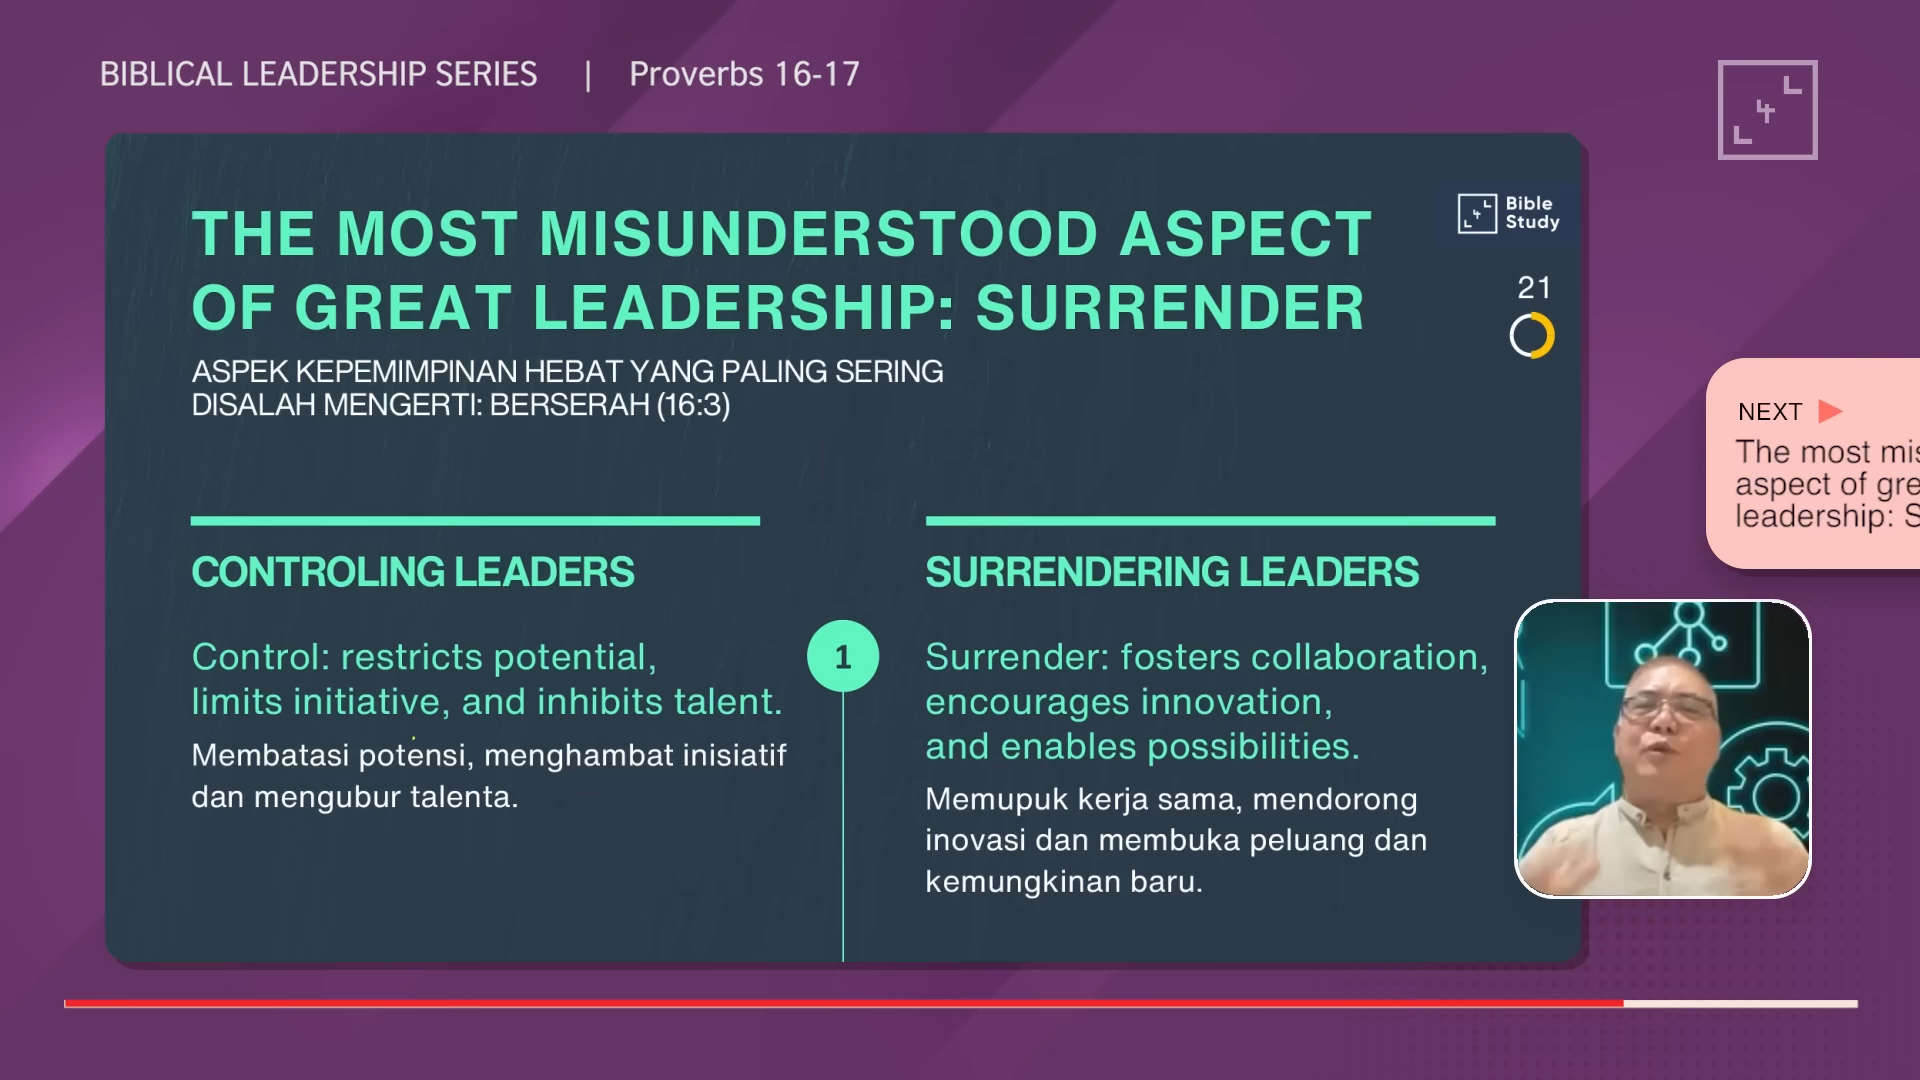 BIBLICAL LEADERSHIP SERIES | Proverbs 16-17
THE MOST MISUNDERSTOOD ASPECT
OF GREAT LEADERSHIP: SURRENDER
ASPEK KEPEMIMPINAN HEBAT YANG PALING SERING
DISALAH MENGERTI: BERSERAH (16:3)
Bible
Study
21
NEXT
The most mis
aspect of gre
leadership: S
CONTROLING LEADERS
Control: restricts potential,
limits initiative, and inhibits talent.
Membatasi potensi, menghambat inisiatif
dan mengubur talenta.
1
SURRENDERING LEADERS
Surrender: fosters collaboration,
encourages innovation,
and enables possibilities.
Memupuk kerja sama, mendorong
inovasi dan membuka peluang dan
kemungkinan baru.